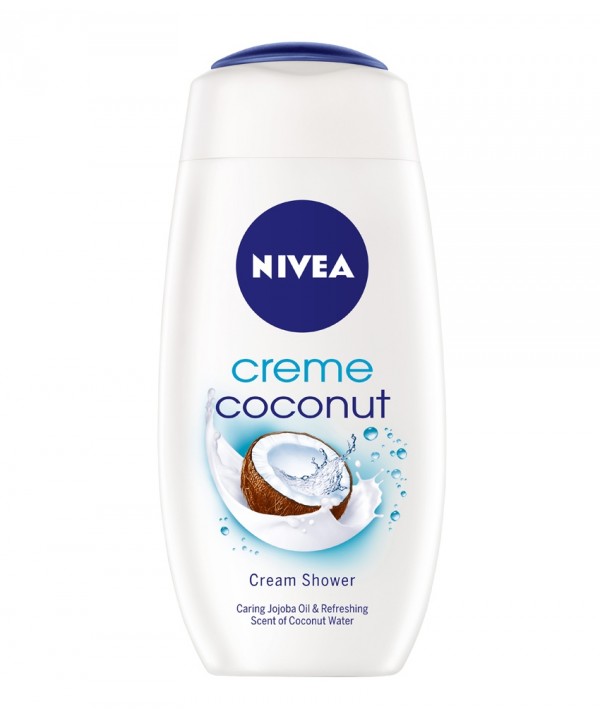 NIVEA
creme
coconut
Cream Shower
Caring Jojoba Oil & Refreshing
Scent of Coconut Water